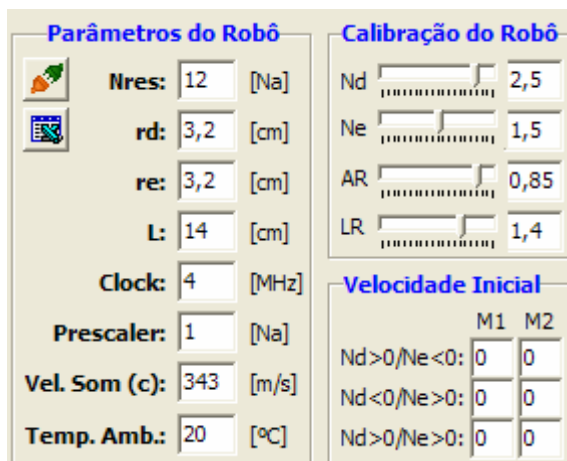 Parâmetros do Robô
Nres: 12 [Na]
rd: 3,2 [cm]
re: 3,2 [cm]
L: 14 [cm]
Clock: 4 [MHz]
Prescaler: 1 [Na]
Vel. Som (c): 343 [m/s]
Temp. Amb.: 20 [ºC]
Calibração do Robô
Nd 2,5
Ne 1,5
AR 0,85
LR 1,4
Velocidade Inicial
M1 M2
Nd>0/Ne<0: 0 0
Nd<0/Ne>0: 0 0
Nd>0/Ne>0: 0 0